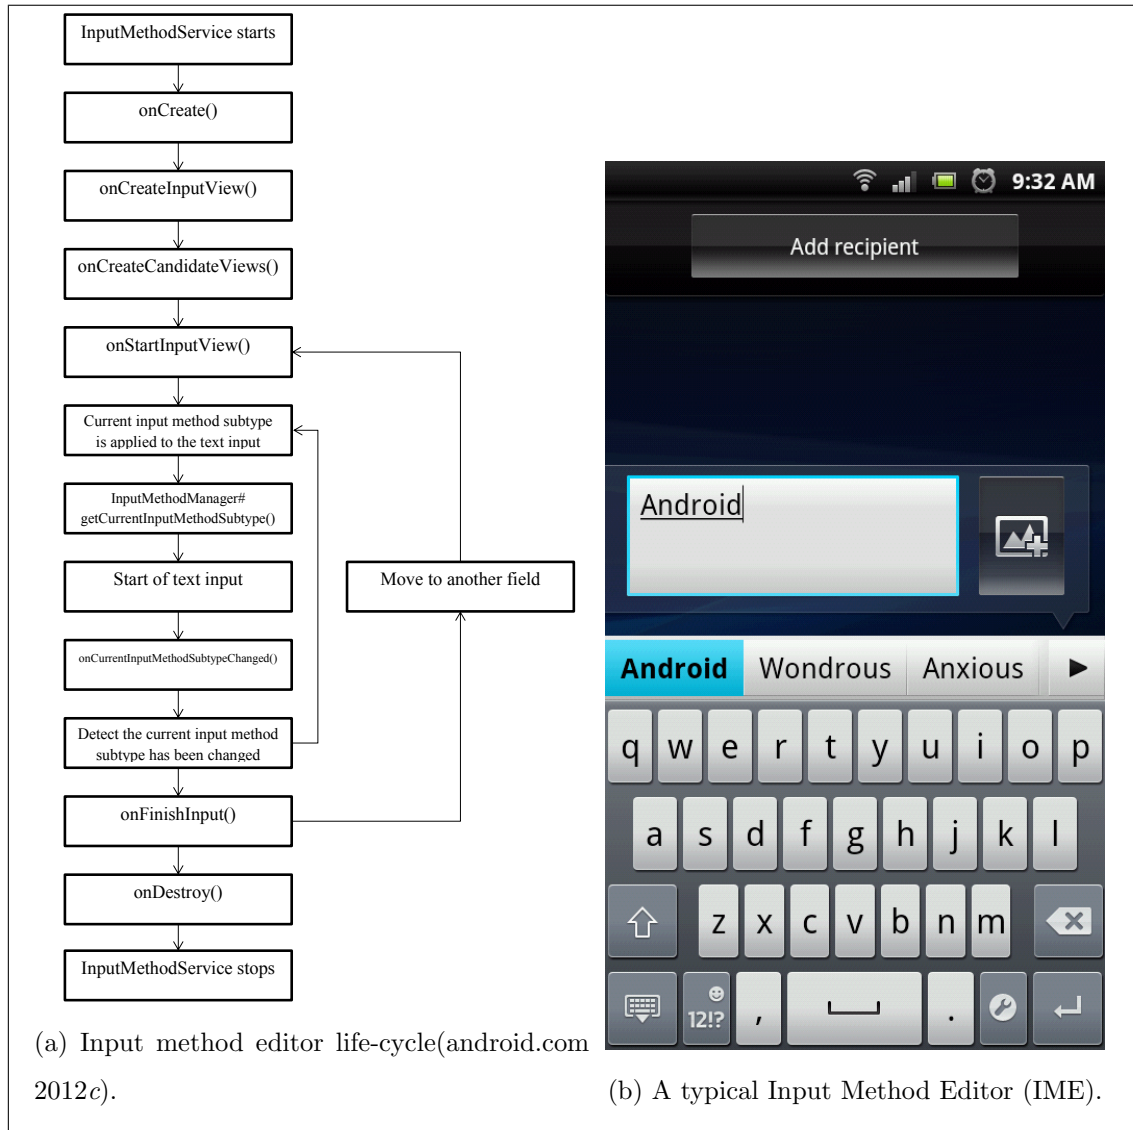 InputMethodService starts
onCreate()
onCreateInputView()
onCreateCandidateViews()
onStartInputView()
Current input method subtype
is applied to the text input
InputMethodManager#
getCurrentInputMethodSubtype()
Start of text input
Move to another field
onCurrentInputMethodSubtypeChanged()
Detect the current input method
subtype has been changed
onFinishInput()
onDestroy()
InputMethodService stops
(a) Input method editor life-cycle(android.com
2012c).
9:32 AM
Add recipient
Android
Android Wondrous Anxious
q w e r t y u i o p
a s d f g h j k l
z x c v b n m
12!? , .
(b) A typical Input Method Editor (IME).